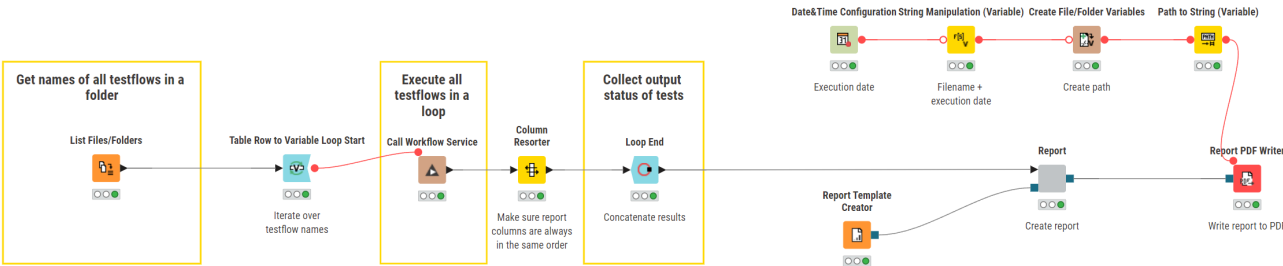 Date&Time Configuration String Manipulation (Variable) Create File/Folder Variables Path to String (Variable)
Execution date
Filename +
execution date
Create path
Get names of all testflows in a
folder
Execute all
testflows in a
loop
Collect output
status of tests
List Files/Folders
Table Row to Variable Loop Start
Iterate over
testflow names
Call Workflow Service
Column
Resorter
Make sure report
columns are always
in the same order
Loop End
Concatenate results
Report Template
Creator
Report
Create report
Report PDF Writer
Write report to PDF